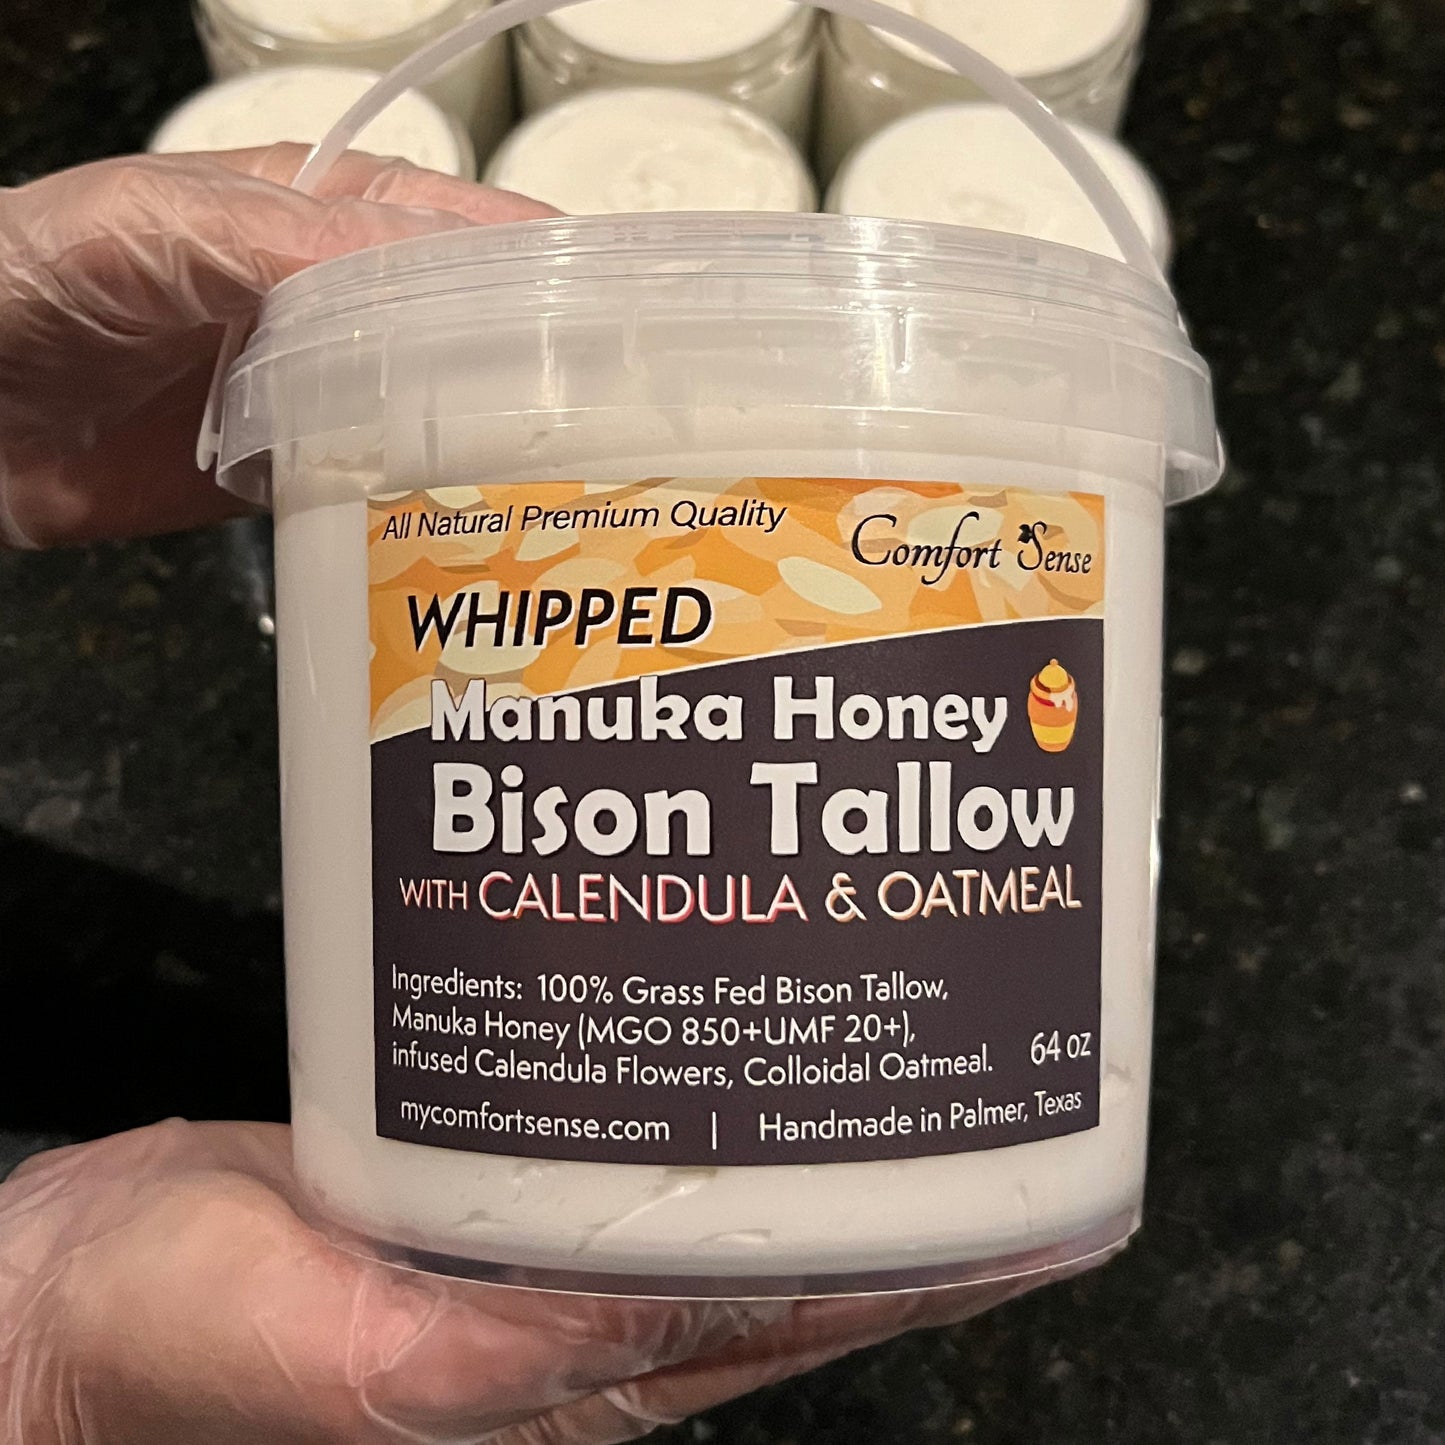 All Natural Premium Quality
Comfort Sense
WHIPPED
Manuka Honey
Bison Tallow
WITH CALENDULA & OATMEAL
Ingredients: 100% Grass Fed Bison Tallow,
Manuka Honey (MGO 850+UMF 20+),
infused Calendula Flowers, Colloidal Oatmeal.
64 oz
mycomfortsense.com | Handmade in Palmer, Texas